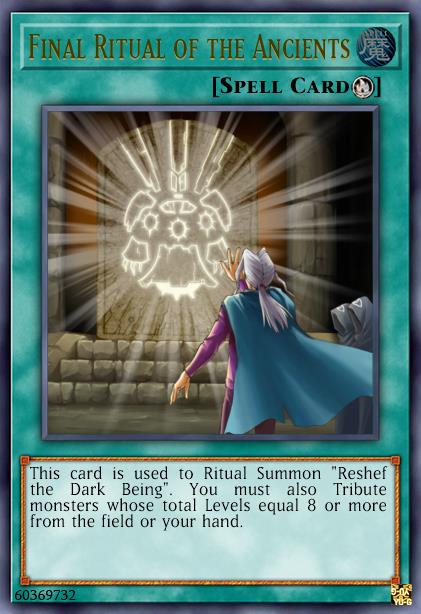 FINAL RITUAL OF THE ANCIENTS
魔
[SPELL CARD]
This card is used to Ritual Summon "Reshef
the Dark Being". You must also Tribute
monsters whose total Levels equal 8 or more
from the field or your hand.
60369732